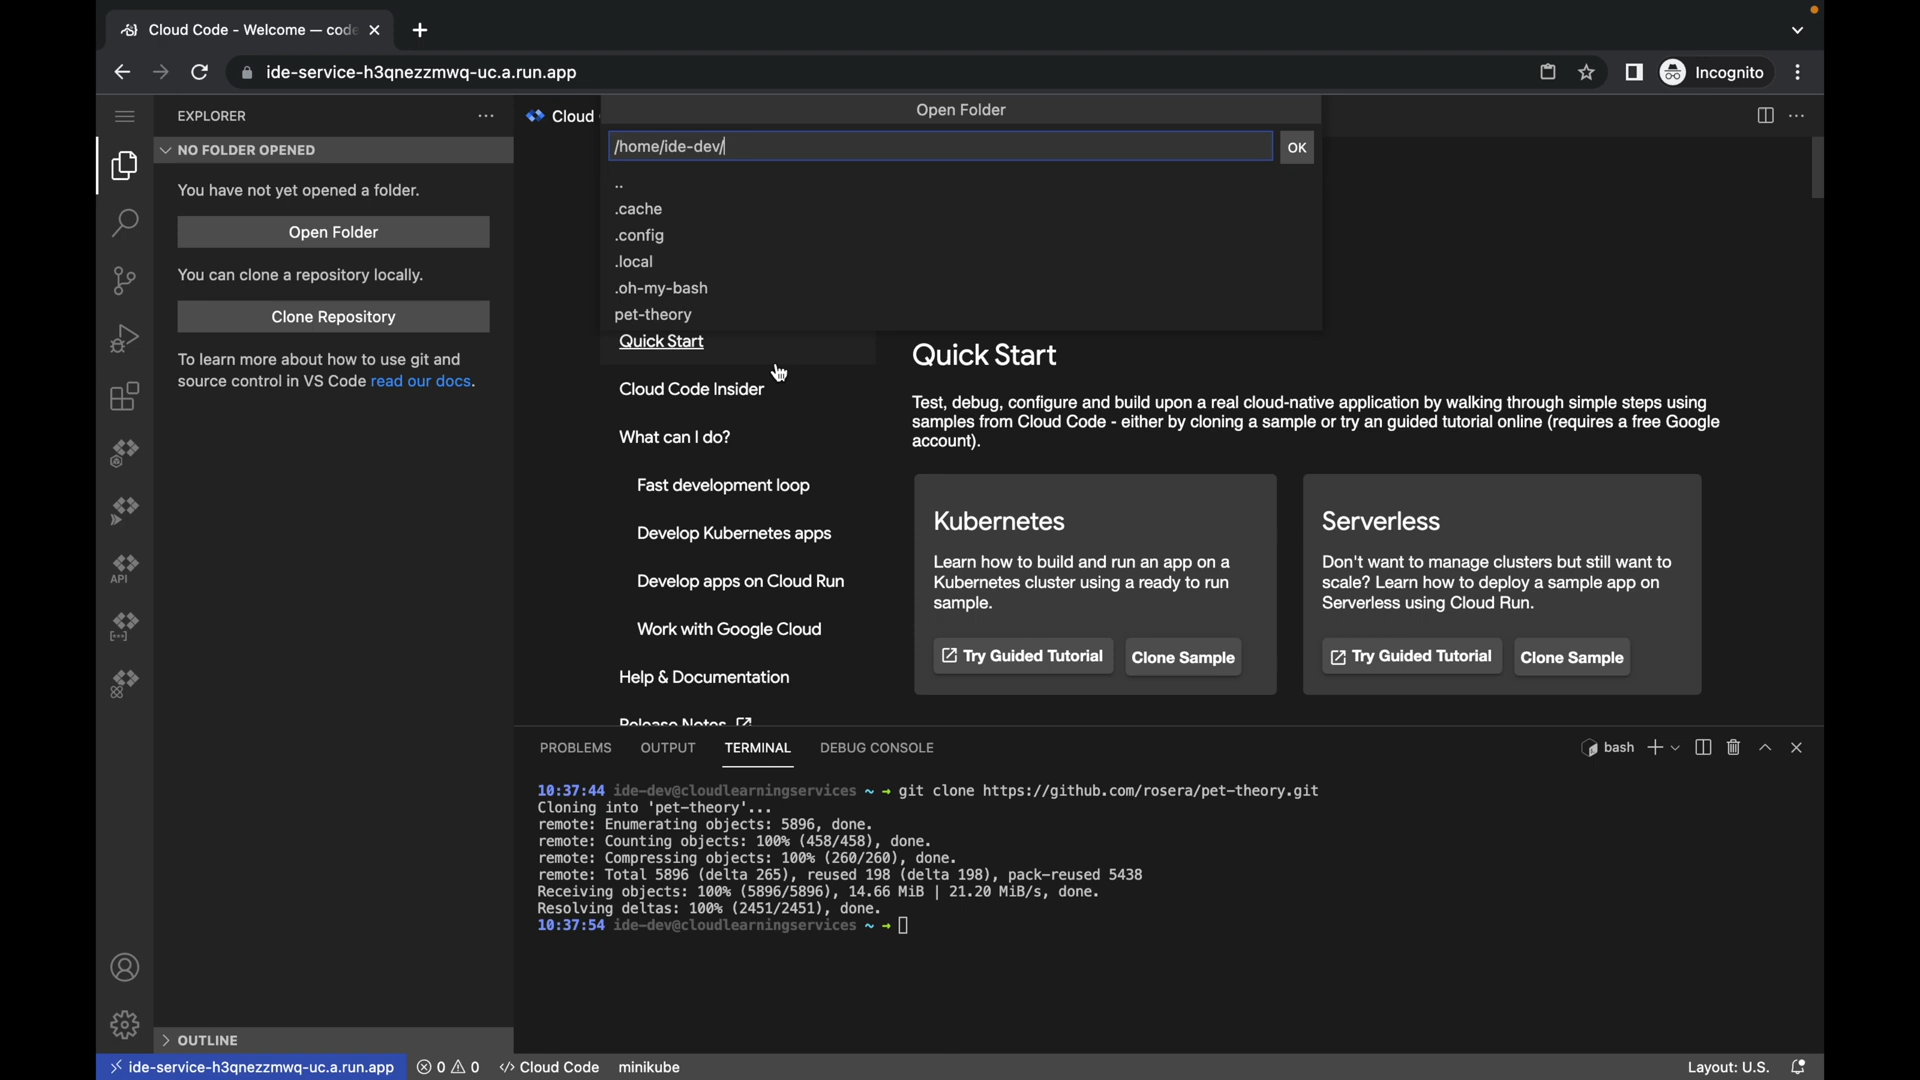 Cloud Code - Welcome — code
ide-service-h3qnezzmwq-uc.a.run.app
Incognito
EXPLORER
NO FOLDER OPENED
You have not yet opened a folder.
Open Folder
You can clone a repository locally.
Clone Repository
To learn more about how to use git and
source control in VS Code read our docs.
API
OUTLINE
Cloud
Open Folder
/home/ide-dev/
OK
..
.cache
.config
.local
.oh-my-bash
pet-theory
Quick Start
Cloud Code Insider
What can I do?
Fast development loop
Develop Kubernetes apps
Develop apps on Cloud Run
Work with Google Cloud
Help & Documentation
Release Notes
Quick Start
Test, debug, configure and build upon a real cloud-native application by walking through simple steps using
samples from Cloud Code - either by cloning a sample or try an guided tutorial online (requires a free Google
account).
Kubernetes
Learn how to build and run an app on a
Kubernetes cluster using a ready to run
sample.
Try Guided Tutorial
Clone Sample
Serverless
Don't want to manage clusters but still want to
scale? Learn how to deploy a sample app on
Serverless using Cloud Run.
Try Guided Tutorial
Clone Sample
PROBLEMS
OUTPUT
TERMINAL
DEBUG CONSOLE
bash
10:37:44 ide-dev@cloudlearningservices ~ → git clone https://github.com/rosera/pet-theory.git
Cloning into 'pet-theory'...
remote: Enumerating objects: 5896, done.
remote: Counting objects: 100% (458/458), done.
remote: Compressing objects: 100% (260/260), done.
remote: Total 5896 (delta 265), reused 198 (delta 198), pack-reused 5438
Receiving objects: 100% (5896/5896), 14.66 MiB | 21.20 MiB/s, done.
Resolving deltas: 100% (2451/2451), done.
10:37:54 ide-dev@cloudlearningservices ~ →
ide-service-h3qnezzmwq-uc.a.run.app
0
0
Cloud Code
minikube
Layout: U.S.